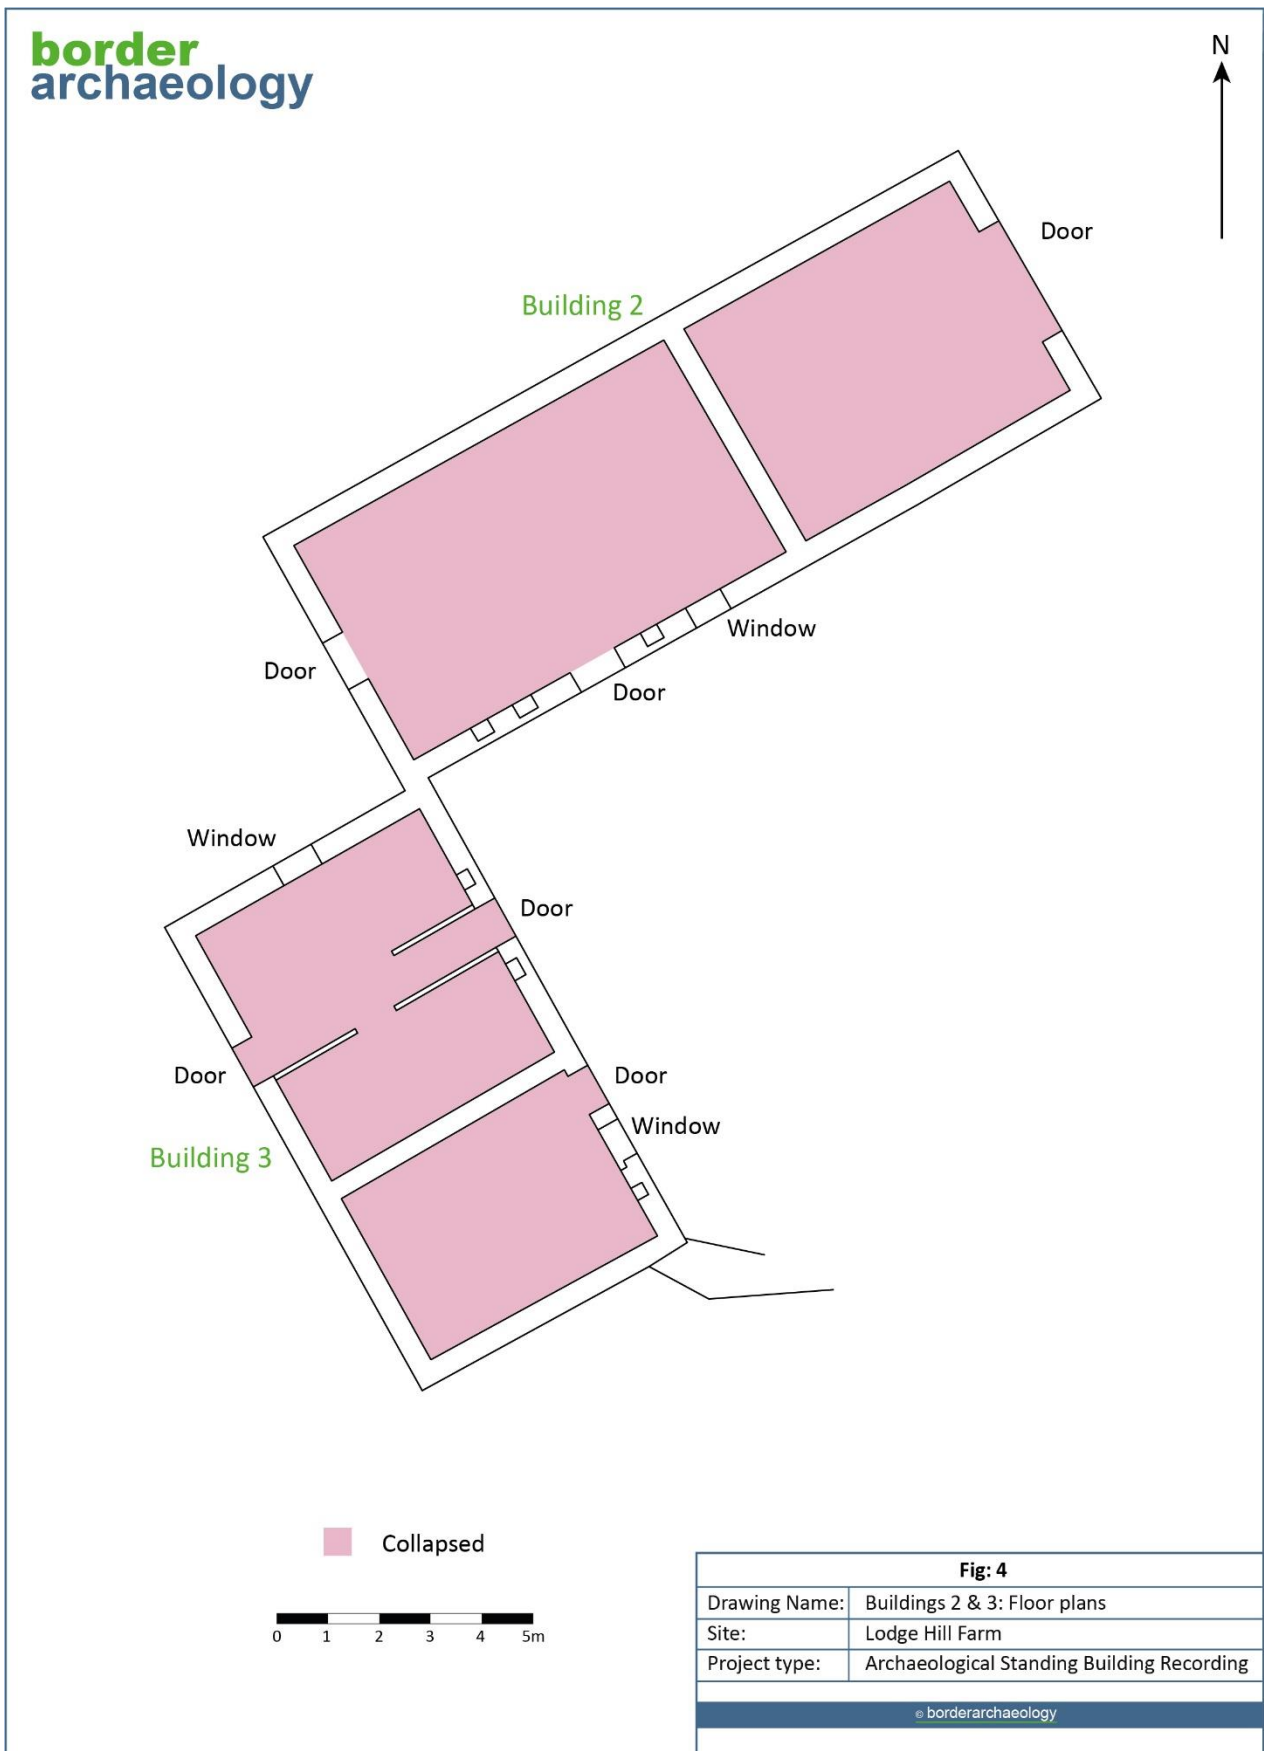 border
archaeology
N
Door
Building 2
Window
Door
Door
Window
Door
Door
Door
Window
Building 3
Collapsed
0 1 2 3 4 5m
Fig: 4
Drawing Name: Buildings 2 & 3: Floor plans
Site: Lodge Hill Farm
Project type: Archaeological Standing Building Recording
© borderarchaeology